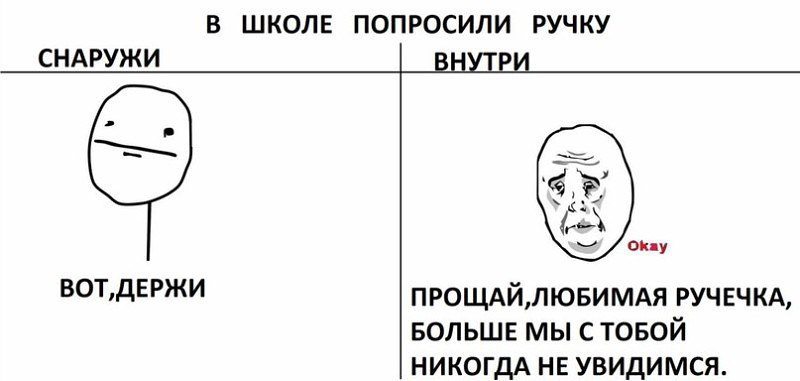 В ШКОЛЕ ПОПРОСИЛИ РУЧКУ
СНАРУЖИ
ВНУТРИ
Okay
ВОТ,ДЕРЖИ
ПРОЩАЙ,ЛЮБИМАЯ РУЧЕЧКА,
БОЛЬШЕ МЫ С ТОБОЙ
НИКОГДА НЕ УВИДИМСЯ.